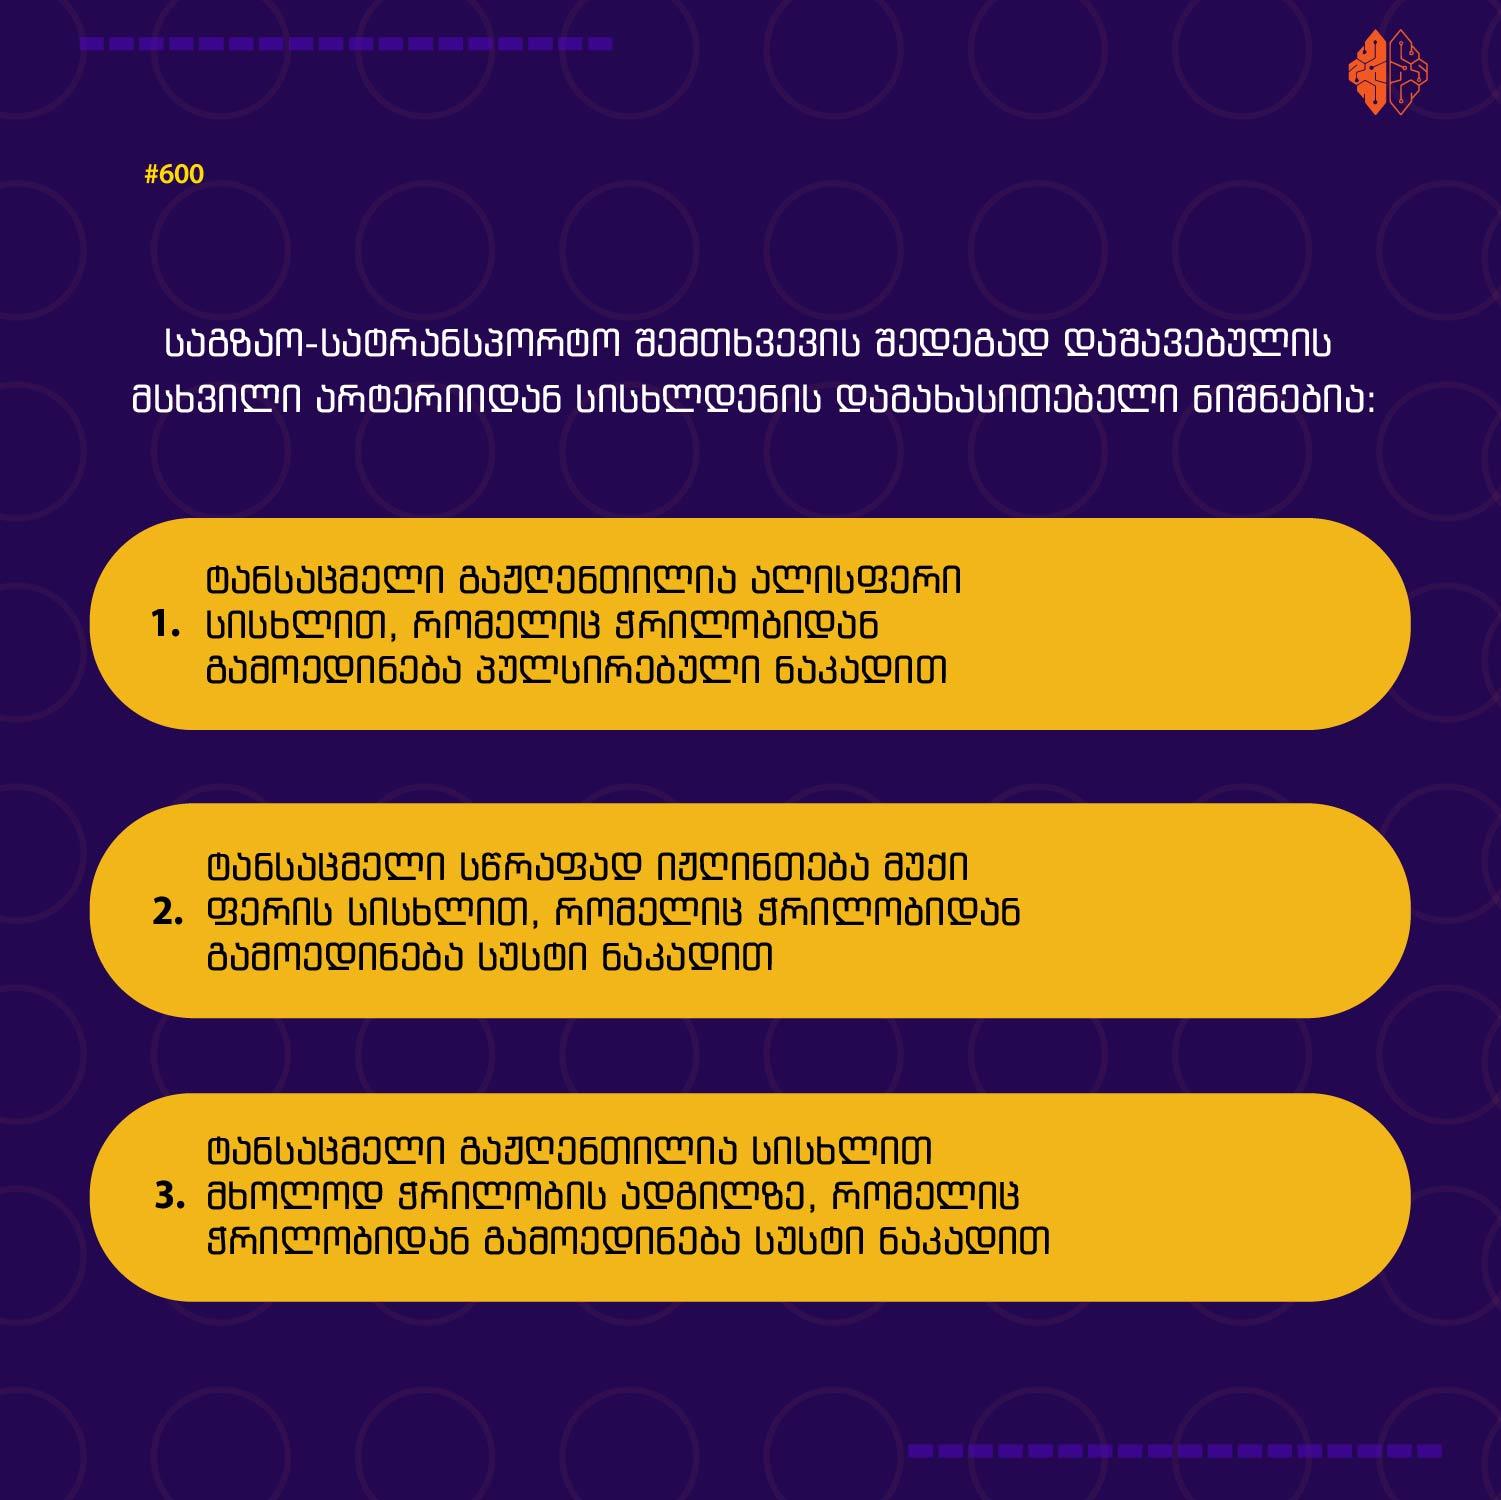 #600
საგზაო-სატრანსპორტო შემთხვევის შედეგად დაშავებულის
მსხვილი არტერიიდან სისხლდენის დამახასითებელი ნიშნებია:
ტანსაცმელი გაჟღენთილია ალისფერი
1. სისხლით, რომელიც ჭრილობიდან
გამოედინება პულსირებული ნაკადით
ტანსაცმელი სწრაფად იჟღინთება მუქი
2. ფერის სისხლით, რომელიც ჭრილობიდან
გამოედინება სუსტი ნაკადით
ტანსაცმელი გაჟღენთილია სისხლით
3. მხოლოდ ჭრილობის ადგილზე, რომელიც
ჭრილობიდან გამოედინება სუსტი ნაკადით